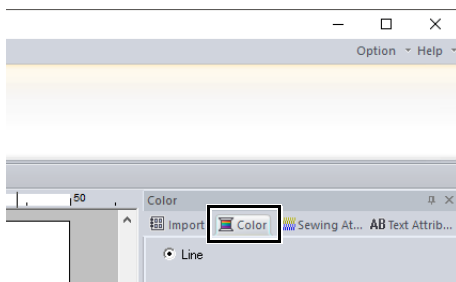 Option Help
50
Color
Import Color Sewing At... AB Text Attrib...
Line